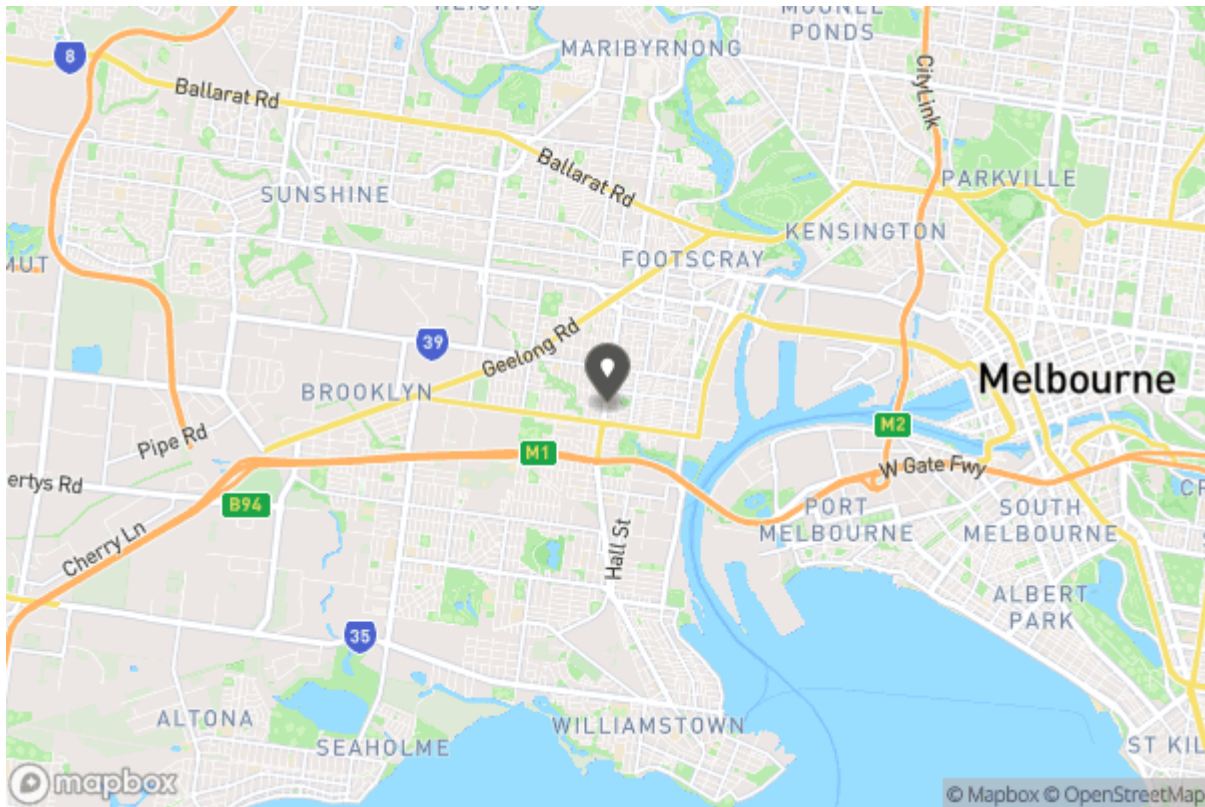 HEIGHTS
MOONEE
PONDS
MARIBYRNONG
8
Ballarat Rd
CityLink
Ballarat Rd
PARKVILLE
SUNSHINE
KENSINGTON
FOOTSCRAY
MUT
39
Geelong Rd
Melbourne
BROOKLYN
M2
Pipe Rd
M1
W Gate Fwy
ertys Rd
B94
PORT
MELBOURNE
SOUTH
MELBOURNE
CR
Cherry Ln
Hall St
ALBERT
PARK
35
ALTONA
WILLIAMSTOWN
SEAHOLME
ST KIL
mapbox
© Mapbox © OpenStreetMap